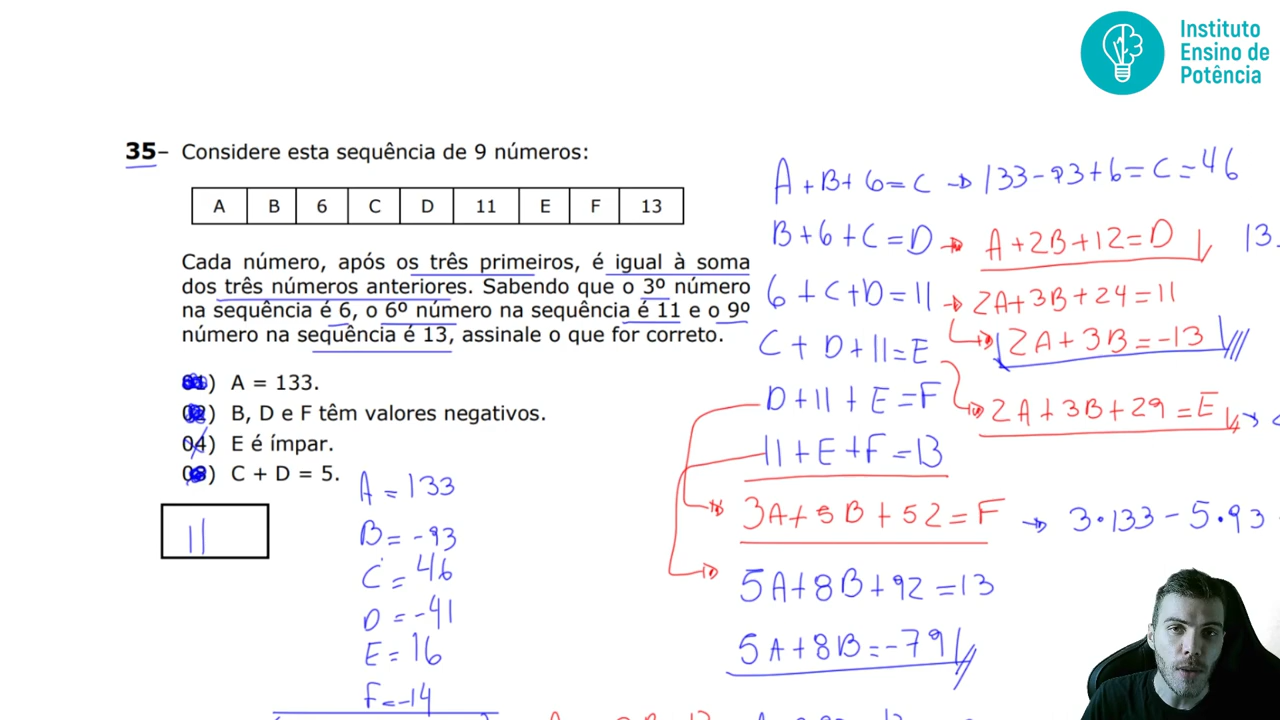 Instituto
Ensino de
Potência
35– Considere esta sequência de 9 números:
A B 6 C D 11 E F 13
Cada número, após os três primeiros, é igual à soma
dos três números anteriores. Sabendo que o 3º número
na sequência é 6, o 6º número na sequência é 11 e o 9º
número na sequência é 13, assinale o que for correto.
01) A = 133.
02) B, D e F têm valores negativos.
04) E é ímpar.
08) C + D = 5.
11
A = 133
B = -93
C = 46
D = -41
E = 16
F = -14
A + B + 6 = C → 133 - 93 + 6 = C = 46
B + 6 + C = D → A + 2B + 12 = D
13.
6 + C + D = 11 → 2A + 3B + 24 = 11
2A + 3B = -13
C + D + 11 = E
2A + 3B + 29 = E
D + 11 + E = F
11 + E + F = 13
3A + 5B + 52 = F → 3·133 - 5·93
5A + 8B + 92 = 13
5A + 8B = -79